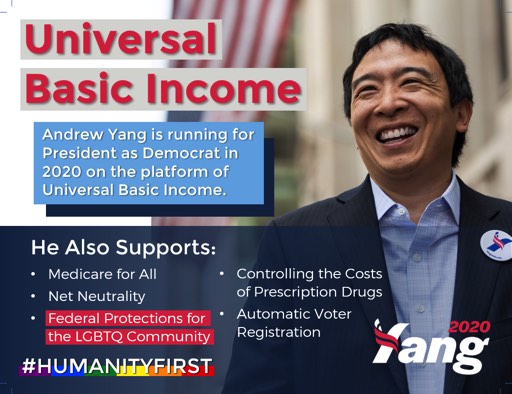 Universal
Basic Income
Andrew Yang is running for
President as Democrat in
2020 on the platform of
Universal Basic Income.
He Also Supports:
• Medicare for All
• Net Neutrality
• Federal Protections for
the LGBTQ Community
• Controlling the Costs
of Prescription Drugs
• Automatic Voter
Registration
#HUMANITYFIRST
2020
Yang